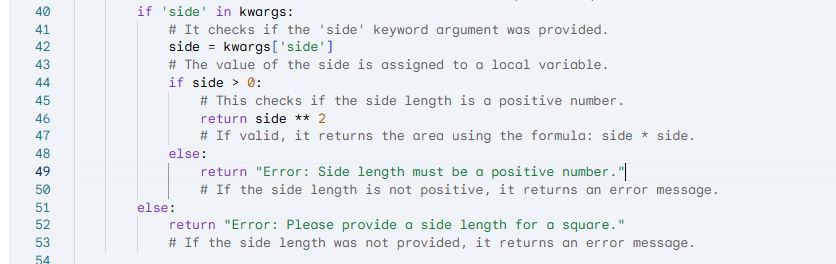 40 if 'side' in kwargs:
41 # It checks if the 'side' keyword argument was provided.
42 side = kwargs['side']
43 # The value of the side is assigned to a local variable.
44 if side > 0:
45 # This checks if the side length is a positive number.
46 return side ** 2
47 # If valid, it returns the area using the formula: side * side.
48 else:
49 return "Error: Side length must be a positive number."
50 # If the side length is not positive, it returns an error message.
51 else:
52 return "Error: Please provide a side length for a square."
53 # If the side length was not provided, it returns an error message.
54